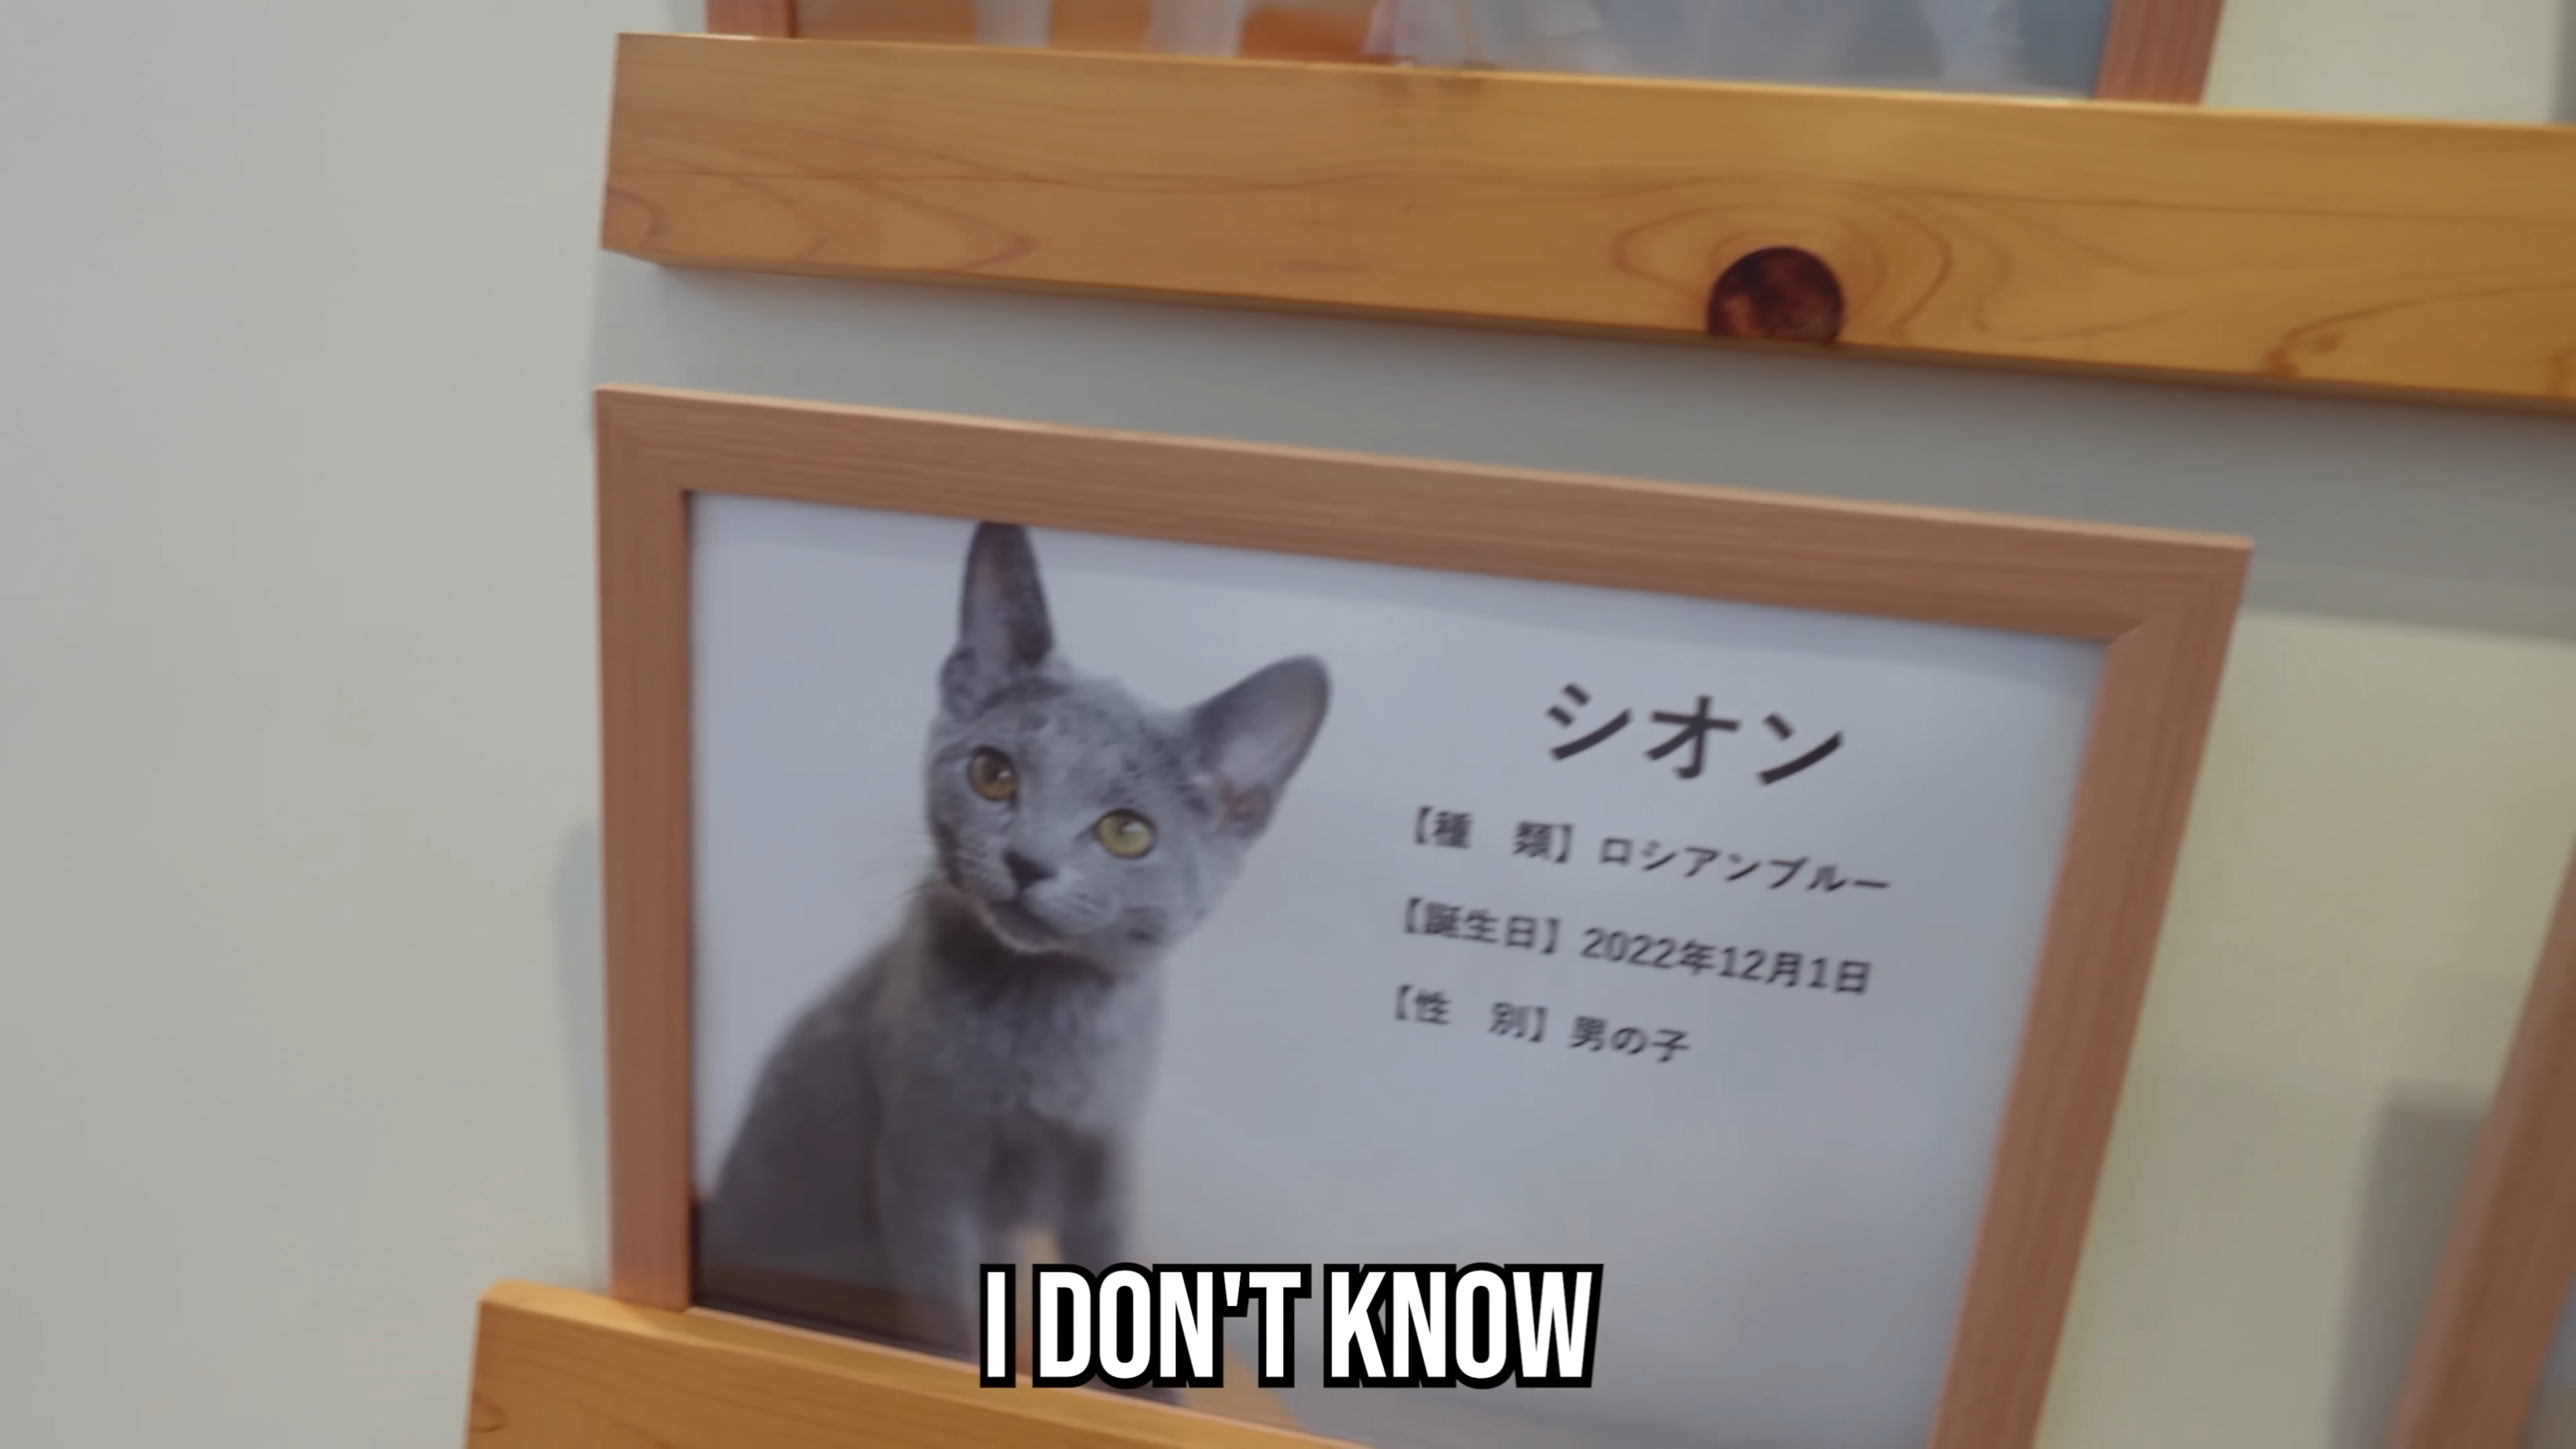 シオン
【種　類】ロシアンブルー
【誕生日】2022年12月1日
【性　別】男の子
I DON'T KNOW